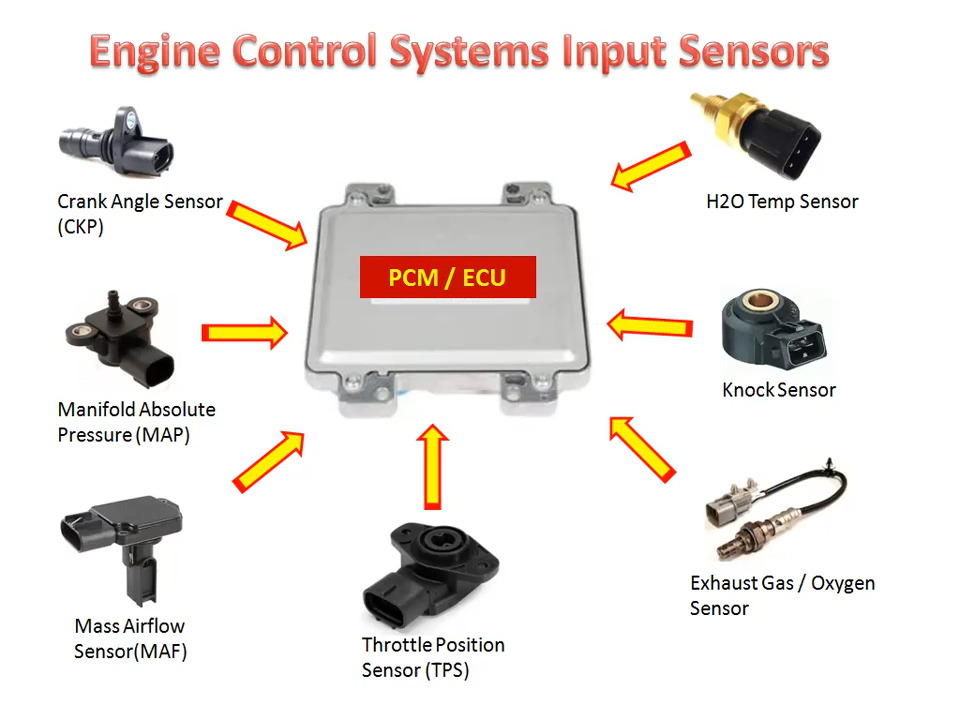 Engine Control Systems Input Sensors
Crank Angle Sensor
(CKP)
H2O Temp Sensor
PCM / ECU
Manifold Absolute
Pressure (MAP)
Knock Sensor
Mass Airflow
Sensor(MAF)
Throttle Position
Sensor (TPS)
Exhaust Gas / Oxygen
Sensor